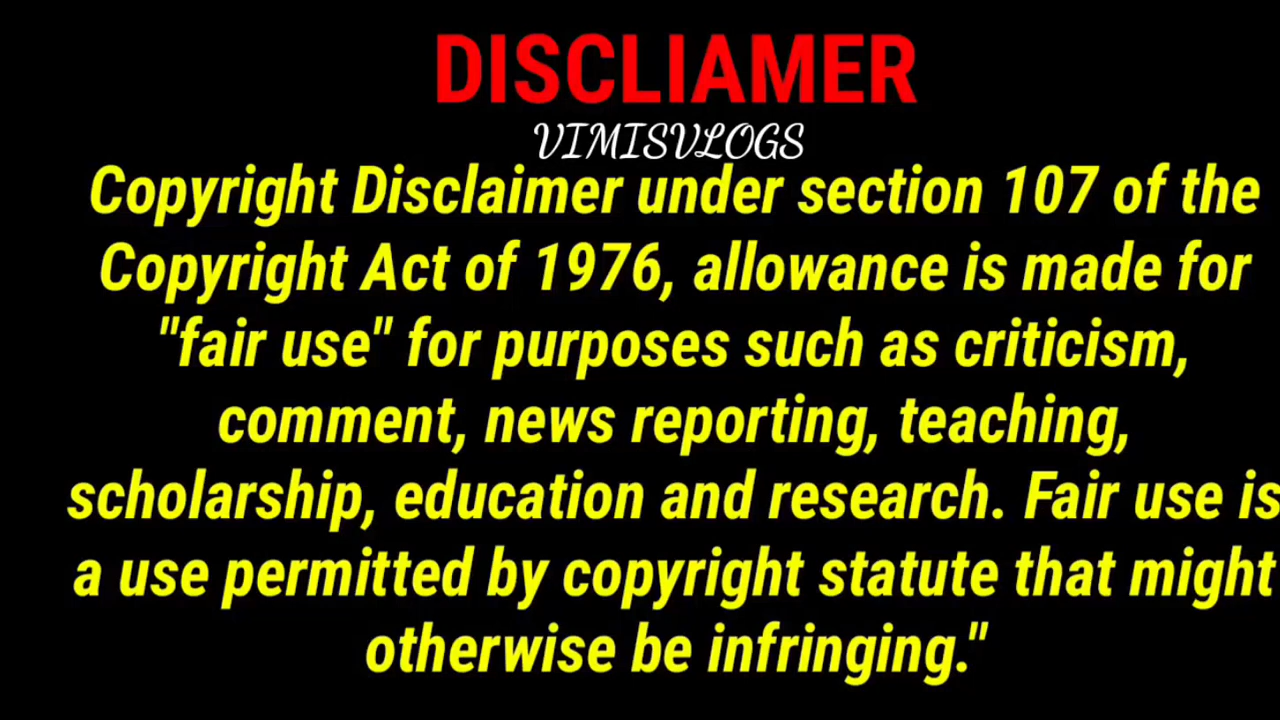 DISCLIAMER
VIMISVLOGS
Copyright Disclaimer under section 107 of the
Copyright Act of 1976, allowance is made for
"fair use" for purposes such as criticism,
comment, news reporting, teaching,
scholarship, education and research. Fair use is
a use permitted by copyright statute that might
otherwise be infringing."